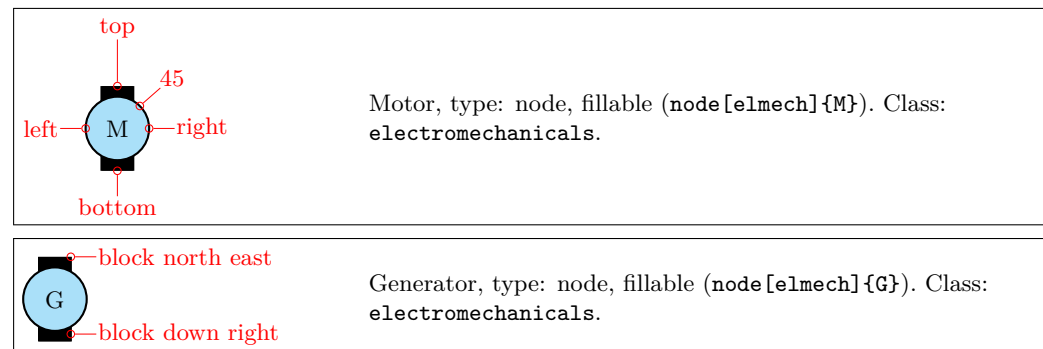 top
45
left
M
right
bottom
Motor, type: node, fillable (node[elmech]{M}). Class:
electromechanicals.
block north east
G
block down right
Generator, type: node, fillable (node[elmech]{G}). Class:
electromechanicals.